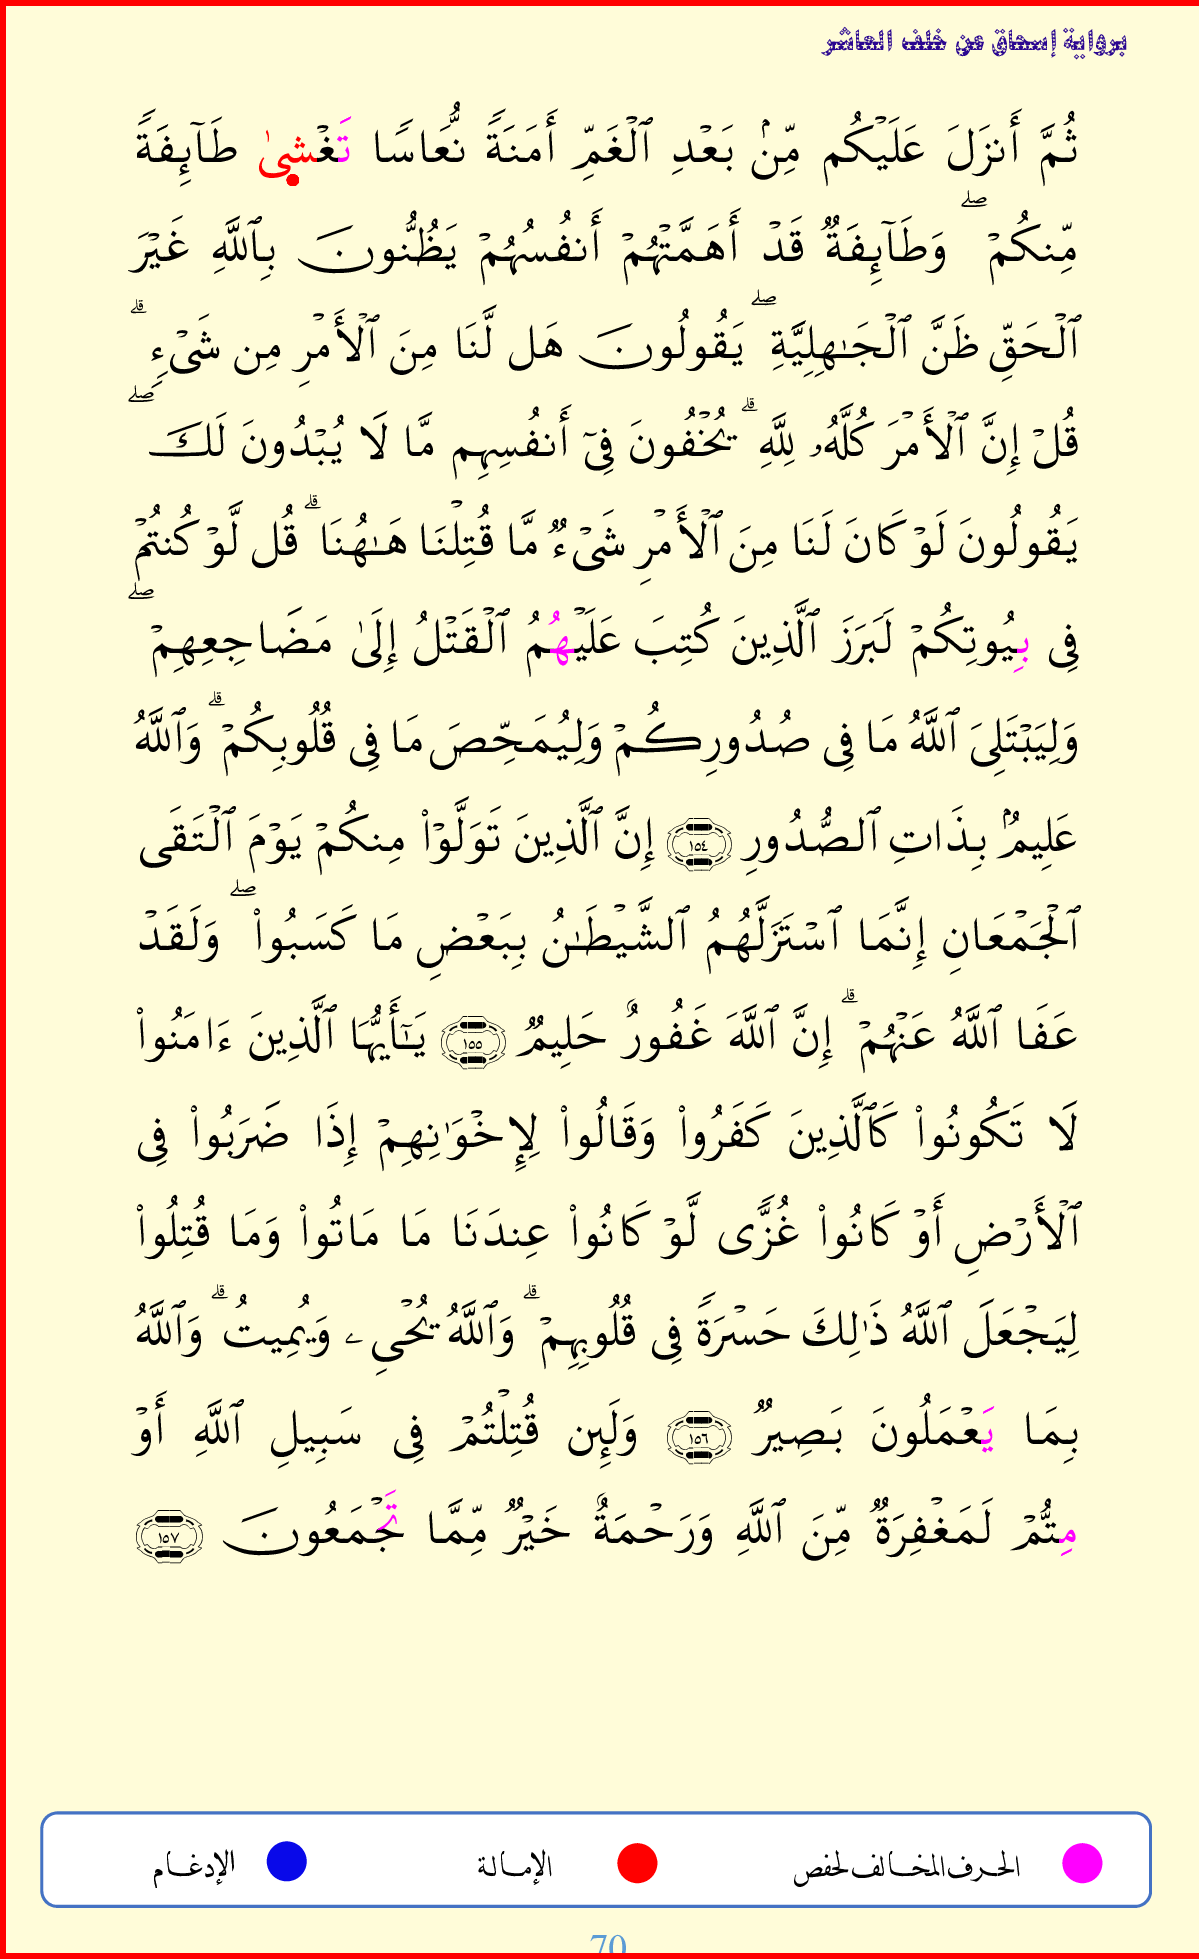 برواية إسحاق عن خلف العاشر
ثُمَّ أَنزَلَ عَلَيۡكُم مِّنۢ بَعۡدِ ٱلۡغَمِّ أَمَنَةٗ نُّعَاسٗا تَغۡشىٰ طَآئِفَةٗ
مِّنكُمۡۖ وَطَآئِفَةٞ قَدۡ أَهَمَّتۡهُمۡ أَنفُسُهُمۡ يَظُنُّونَ بِٱللَّهِ غَيۡرَ
ٱلۡحَقِّ ظَنَّ ٱلۡجَٰهِلِيَّةِۖ يَقُولُونَ هَل لَّنَا مِنَ ٱلۡأَمۡرِ مِن شَيۡءٖۗ
قُلۡ إِنَّ ٱلۡأَمۡرَ كُلَّهُۥ لِلَّهِۗ يُخۡفُونَ فِيٓ أَنفُسِهِم مَّا لَا يُبۡدُونَ لَكَۖ
يَقُولُونَ لَوۡ كَانَ لَنَا مِنَ ٱلۡأَمۡرِ شَيۡءٞ مَّا قُتِلۡنَا هَٰهُنَاۗ قُل لَّوۡ كُنتُمۡ
فِي بِيُوتِكُمۡ لَبَرَزَ ٱلَّذِينَ كُتِبَ عَلَيۡهُمُ ٱلۡقَتۡلُ إِلَىٰ مَضَاجِعِهِمۡۖ
وَلِيَبۡتَلِيَ ٱللَّهُ مَا فِي صُدُورِكُمۡ وَلِيُمَحِّصَ مَا فِي قُلُوبِكُمۡۗ وَٱللَّهُ
عَلِيمُۢ بِذَاتِ ٱلصُّدُورِ ١٥٤ إِنَّ ٱلَّذِينَ تَوَلَّوۡاْ مِنكُمۡ يَوۡمَ ٱلۡتَقَى
ٱلۡجَمۡعَانِ إِنَّمَا ٱسۡتَزَلَّهُمُ ٱلشَّيۡطَٰنُ بِبَعۡضِ مَا كَسَبُواْۖ وَلَقَدۡ
عَفَا ٱللَّهُ عَنۡهُمۡۗ إِنَّ ٱللَّهَ غَفُورٌ حَلِيمٞ ١٥٥ يَٰٓأَيُّهَا ٱلَّذِينَ ءَامَنُواْ
لَا تَكُونُواْ كَٱلَّذِينَ كَفَرُواْ وَقَالُواْ لِإِخۡوَٰنِهِمۡ إِذَا ضَرَبُواْ فِي
ٱلۡأَرۡضِ أَوۡ كَانُواْ غُزّٗى لَّوۡ كَانُواْ عِندَنَا مَا مَاتُواْ وَمَا قُتِلُواْ
لِيَجۡعَلَ ٱللَّهُ ذَٰلِكَ حَسۡرَةٗ فِي قُلُوبِهِمۡۗ وَٱللَّهُ يُحۡيِۦ وَيُمِيتُۗ وَٱللَّهُ
بِمَا يَعۡمَلُونَ بَصِيرٞ ١٥٦ وَلَئِن قُتِلۡتُمۡ فِي سَبِيلِ ٱللَّهِ أَوۡ
مِتُّمۡ لَمَغۡفِرَةٞ مِّنَ ٱللَّهِ وَرَحۡمَةٌ خَيۡرٞ مِّمَّا تَجۡمَعُونَ ١٥٧
الحرف المخالف لحفص الإمالة الإدغام
70